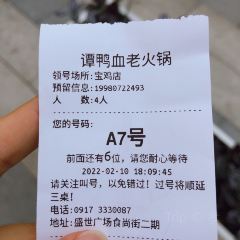 谭鸭血老火锅
领号场所:宝鸡店
预留信息:19980722493
人  数:4人
您的号码:
A7号
前面还有6位，请您耐心等待
2022-02-10 18:09:45
请关注叫号，以免错过！过号将顺延
三桌！
电话:0917 3330087
地址:盛世广场食尚街二期